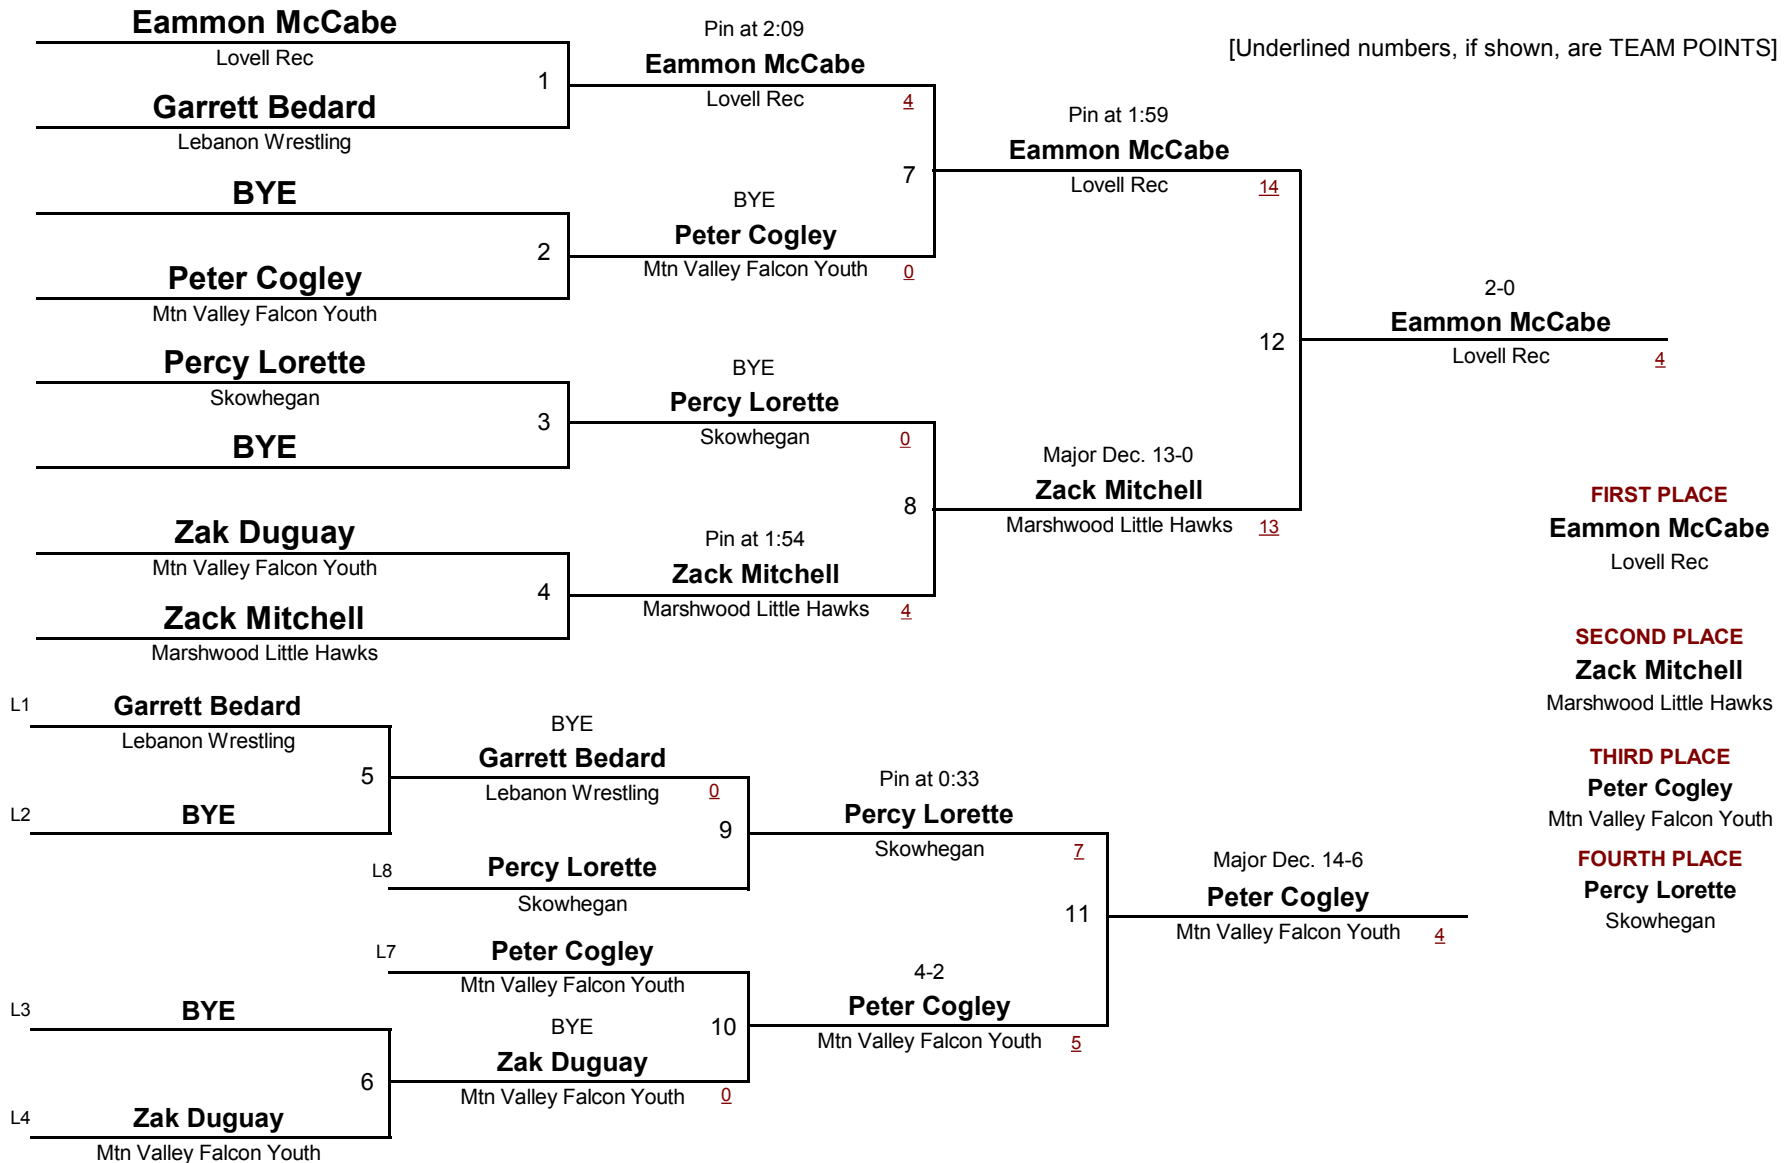 Eammon McCabe
Lovell Rec
1
Garrett Bedard
Lebanon Wrestling
BYE
2
Peter Cogley
Mtn Valley Falcon Youth
Percy Lorette
Skowhegan
3
BYE
Zak Duguay
Mtn Valley Falcon Youth
4
Zack Mitchell
Marshwood Little Hawks
Pin at 2:09
Eammon McCabe
Lovell Rec 4
7
BYE
Peter Cogley
Mtn Valley Falcon Youth 0
BYE
Percy Lorette
Skowhegan 0
8
Pin at 1:54
Zack Mitchell
Marshwood Little Hawks 4
[Underlined numbers, if shown, are TEAM POINTS]
Pin at 1:59
Eammon McCabe
Lovell Rec 14
12
Major Dec. 13-0
Zack Mitchell
Marshwood Little Hawks 13
2-0
Eammon McCabe
Lovell Rec 4
FIRST PLACE
Eammon McCabe
Lovell Rec
SECOND PLACE
Zack Mitchell
Marshwood Little Hawks
THIRD PLACE
Peter Cogley
Mtn Valley Falcon Youth
FOURTH PLACE
Percy Lorette
Skowhegan
L1 Garrett Bedard
Lebanon Wrestling
5
L2 BYE
L3 BYE
6
L4 Zak Duguay
Mtn Valley Falcon Youth
BYE
Garrett Bedard
Lebanon Wrestling 0
9
L8 Percy Lorette
Skowhegan
L7 Peter Cogley
Mtn Valley Falcon Youth
BYE 10
Zak Duguay
Mtn Valley Falcon Youth 0
Pin at 0:33
Percy Lorette
Skowhegan 7
11
4-2
Peter Cogley
Mtn Valley Falcon Youth 5
Major Dec. 14-6
Peter Cogley
Mtn Valley Falcon Youth 4